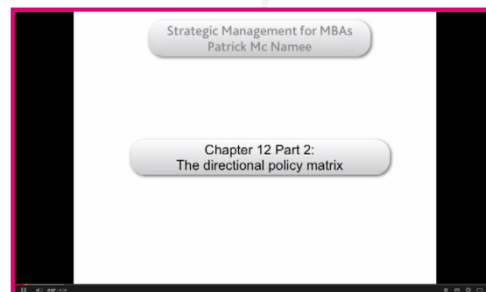 Strategic Management for MBAs
Patrick Mc Namee
Chapter 12 Part 2:
The directional policy matrix